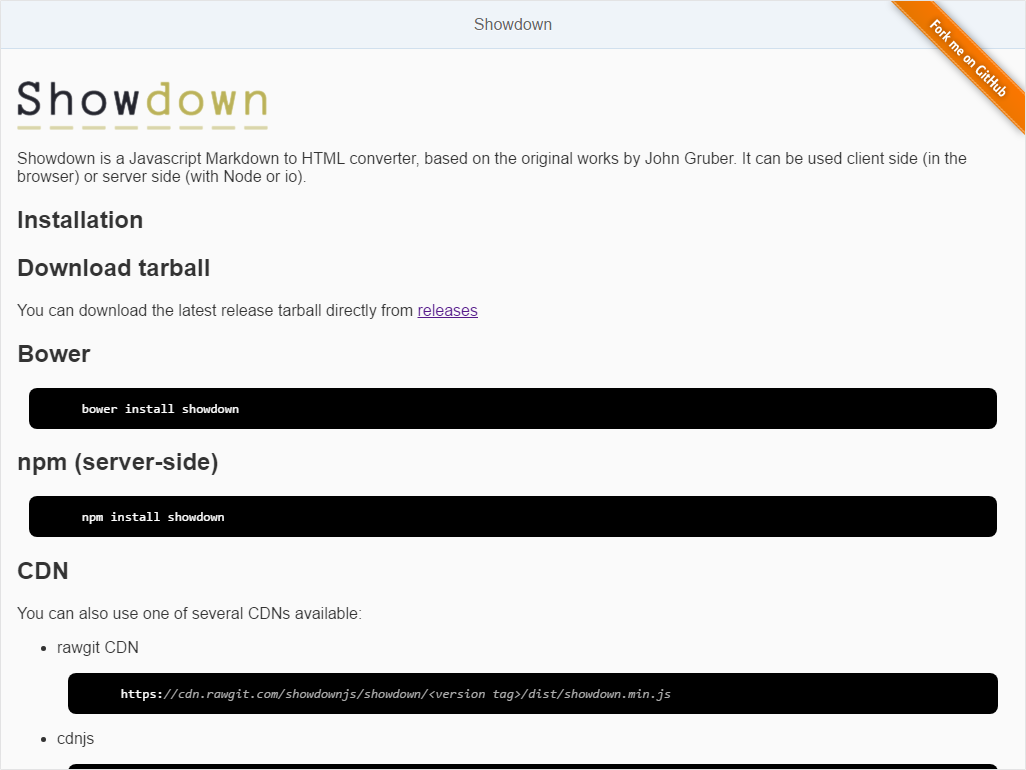 Showdown
Fork me on GitHub
Showdown
Showdown is a Javascript Markdown to HTML converter, based on the original works by John Gruber. It can be used client side (in the
browser) or server side (with Node or io).
Installation
Download tarball
You can download the latest release tarball directly from releases
Bower
bower install showdown
npm (server-side)
npm install showdown
CDN
You can also use one of several CDNs available:
• rawgit CDN
https://cdn.rawgit.com/showdownjs/showdown/<version tag>/dist/showdown.min.js
• cdnjs